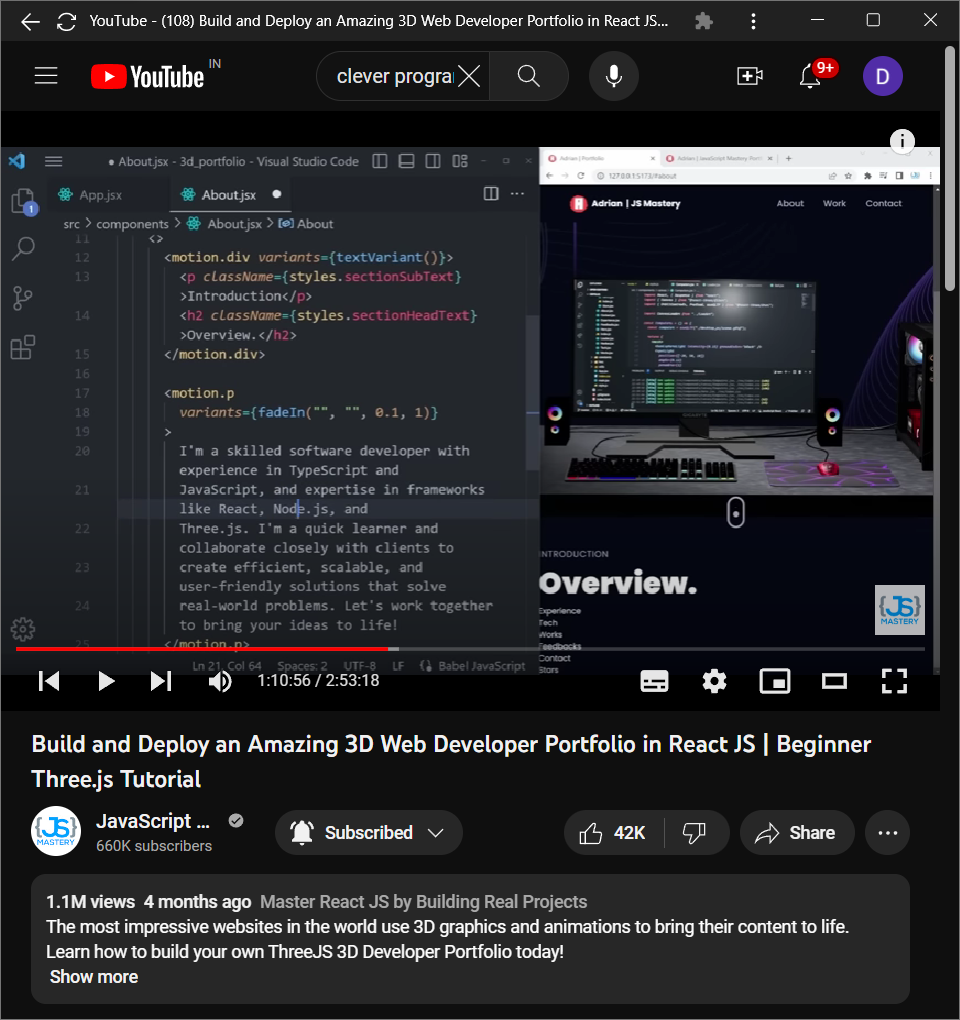 YouTube - (108) Build and Deploy an Amazing 3D Web Developer Portfolio in React JS...
YouTube IN
clever progra
9+
D
About.jsx - 3d_portfolio - Visual Studio Code
App.jsx
About.jsx
src > components > About.jsx > About
1
11 <>
12 <motion.div variants={textVariant()}>
13 <p className={styles.sectionSubText}
>Introduction</p>
14 <h2 className={styles.sectionHeadText}
>Overview.</h2>
15 </motion.div>
16
17 <motion.p
18 variants={fadeIn("", "", 0.1, 1)}
19 >
20 I'm a skilled software developer with
experience in TypeScript and
21 JavaScript, and expertise in frameworks
like React, Node.js, and
22 Three.js. I'm a quick learner and
collaborate closely with clients to
23 create efficient, scalable, and
user-friendly solutions that solve
24 real-world problems. Let's work together
to bring your ideas to life!
25 </motion.p>
Ln 21, Col 64 Spaces: 2 UTF-8 LF Babel JavaScript
Adrian | Portfolio
127.0.0.1:5173/#about
Adrian | JS Mastery
About Work Contact
INTRODUCTION
Overview.
Experience
Tech
Works
Feedbacks
Contact
Stars
{JS}
MASTERY
1:10:56 / 2:53:18
Build and Deploy an Amazing 3D Web Developer Portfolio in React JS | Beginner
Three.js Tutorial
{JS}
MASTERY
JavaScript ...
660K subscribers
Subscribed
42K
Share
1.1M views 4 months ago Master React JS by Building Real Projects
The most impressive websites in the world use 3D graphics and animations to bring their content to life.
Learn how to build your own ThreeJS 3D Developer Portfolio today!
Show more